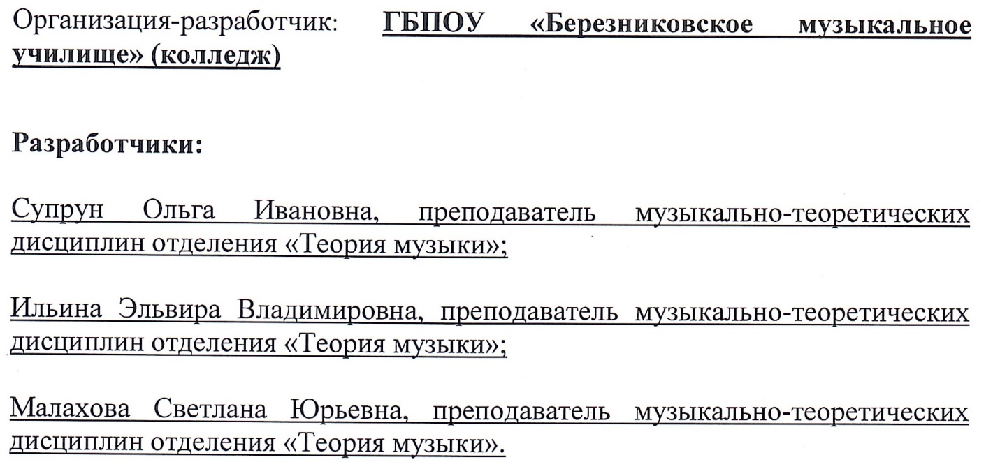 Организация-разработчик: ГБПОУ «Березниковское музыкальное
училище» (колледж)
Разработчики:
Супрун Ольга Ивановна, преподаватель музыкально-теоретических
дисциплин отделения «Теория музыки»;
Ильина Эльвира Владимировна, преподаватель музыкально-теоретических
дисциплин отделения «Теория музыки»;
Малахова Светлана Юрьевна, преподаватель музыкально-теоретических
дисциплин отделения «Теория музыки».